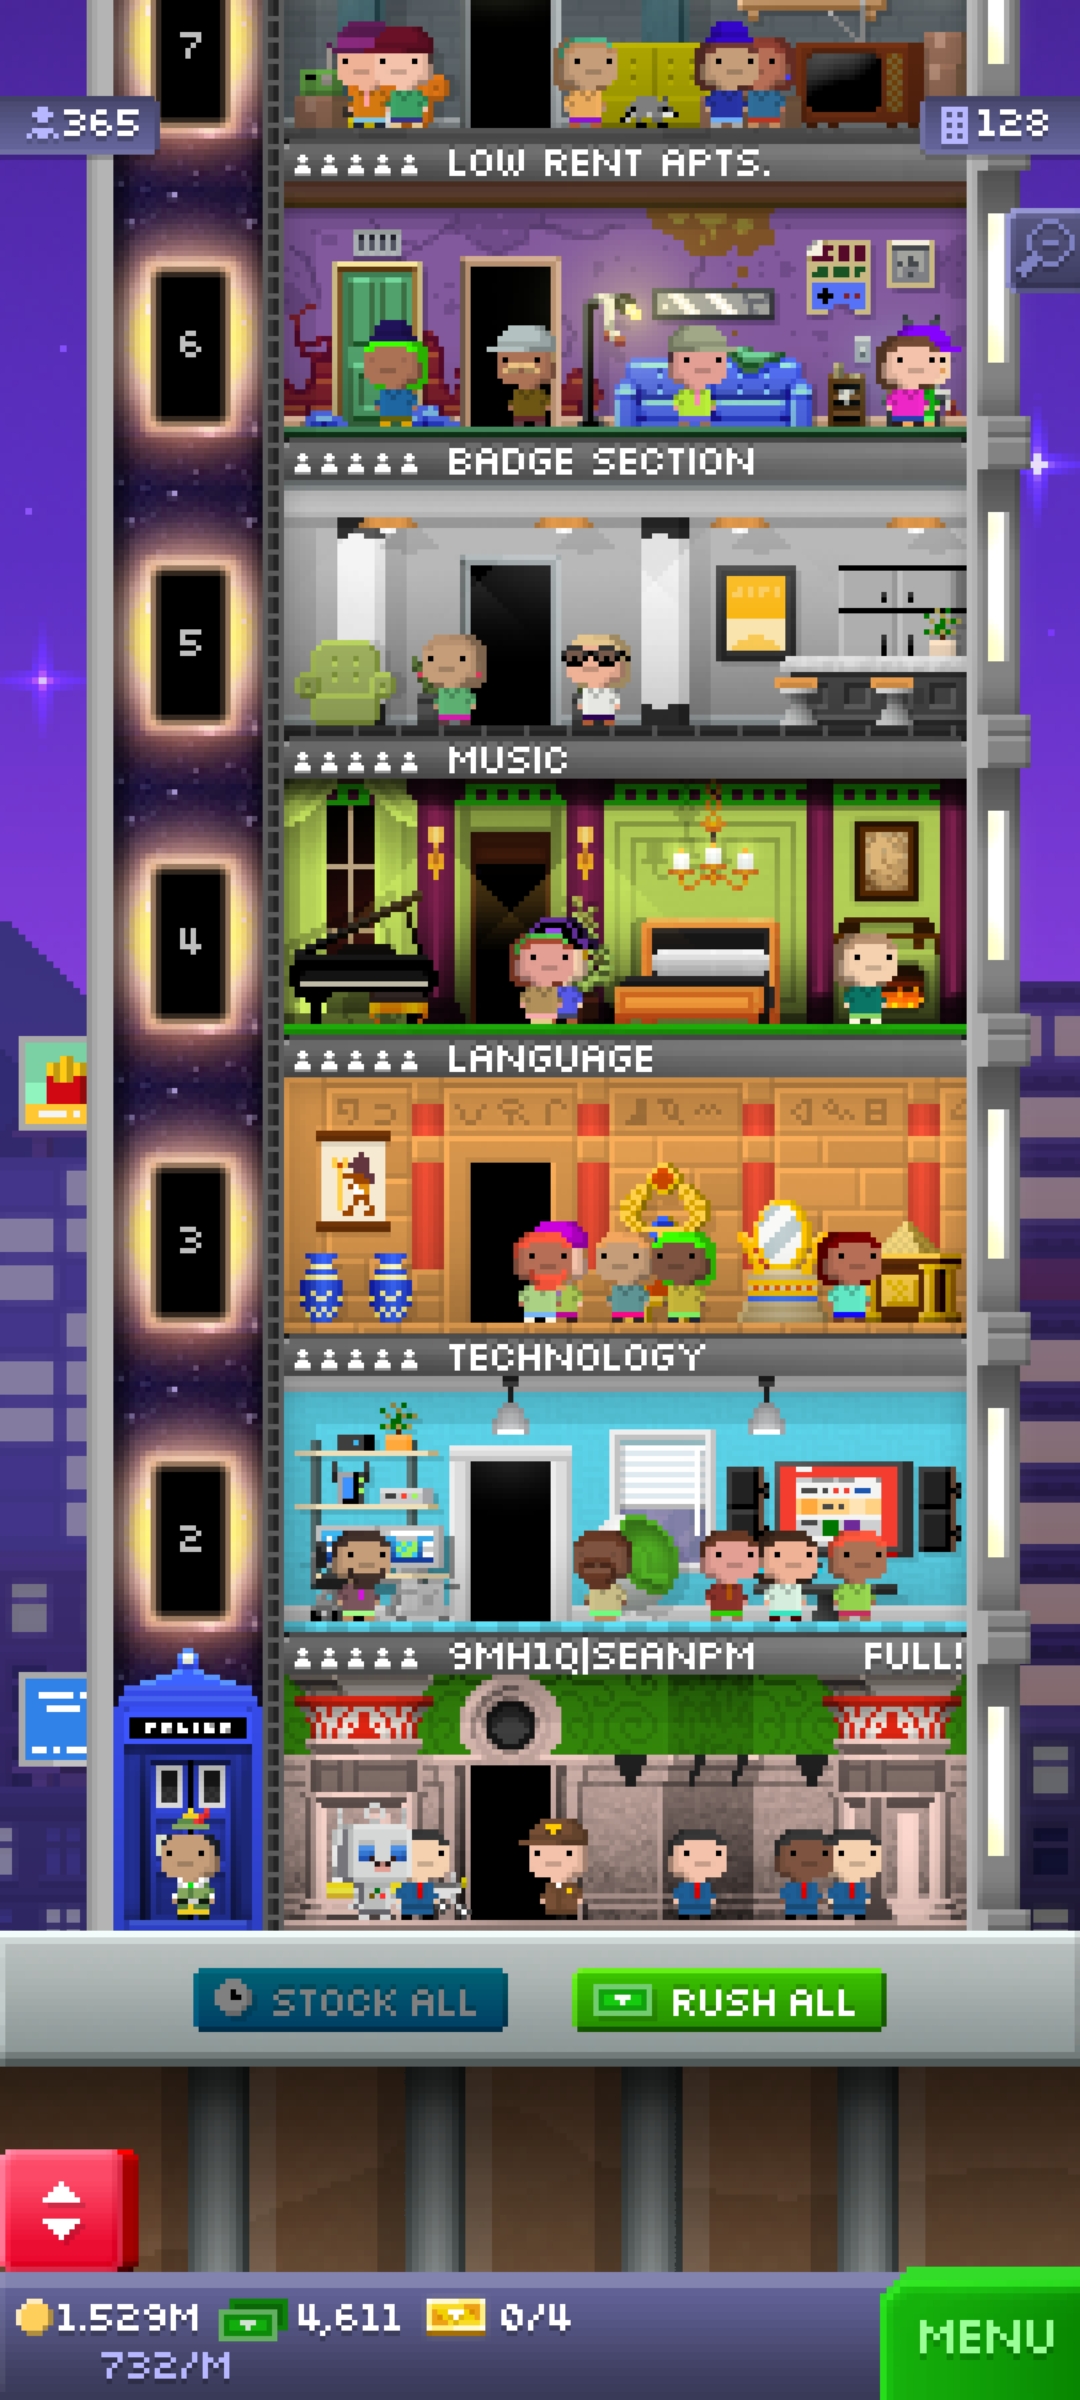 7
365
128
LOW RENT APTS.
6
BADGE SECTION
5
MUSIC
4
LANGUAGE
3
TECHNOLOGY
2
9MH1Q|SEANPM FULL!
POLICE
STOCK ALL
RUSH ALL
1.529M 4,611 0/4
732/M
MENU